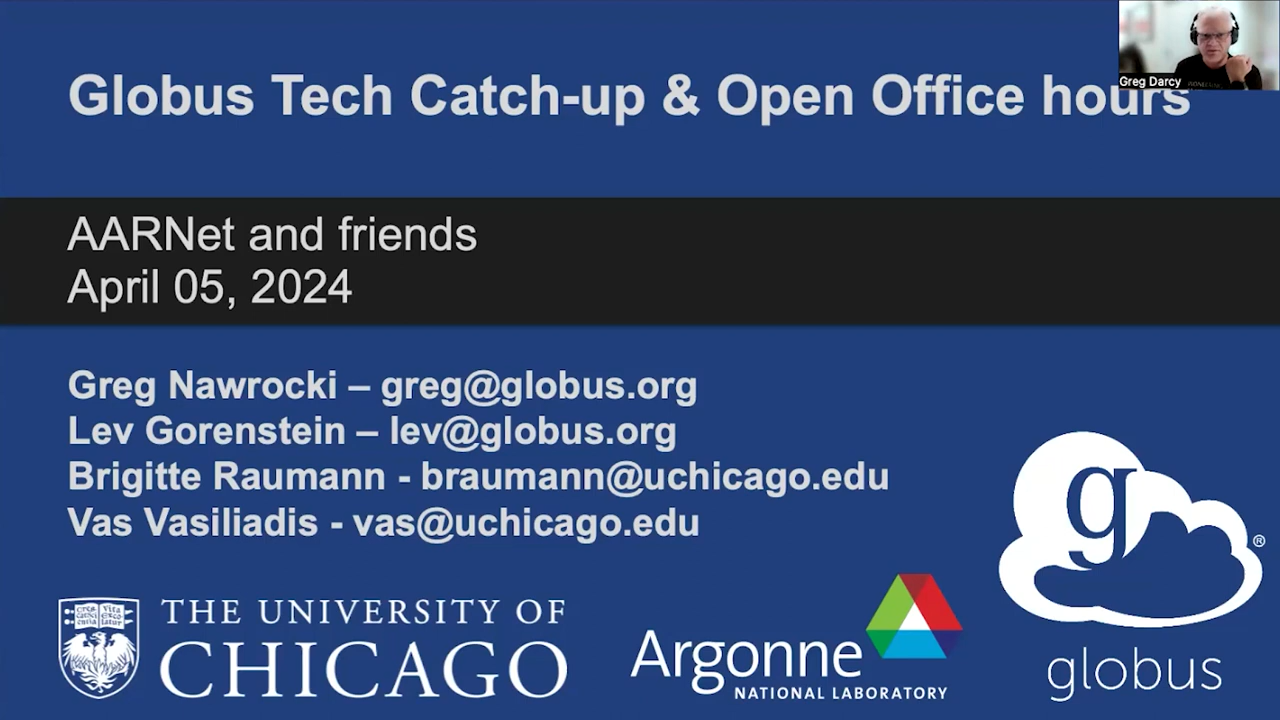 Globus Tech Catch-up & Open Office hours
Greg Darcy
AARNet and friends
April 05, 2024
Greg Nawrocki – greg@globus.org
Lev Gorenstein – lev@globus.org
Brigitte Raumann - braumann@uchicago.edu
Vas Vasiliadis - vas@uchicago.edu
THE UNIVERSITY OF
CHICAGO
Argonne
NATIONAL LABORATORY
g
®
globus